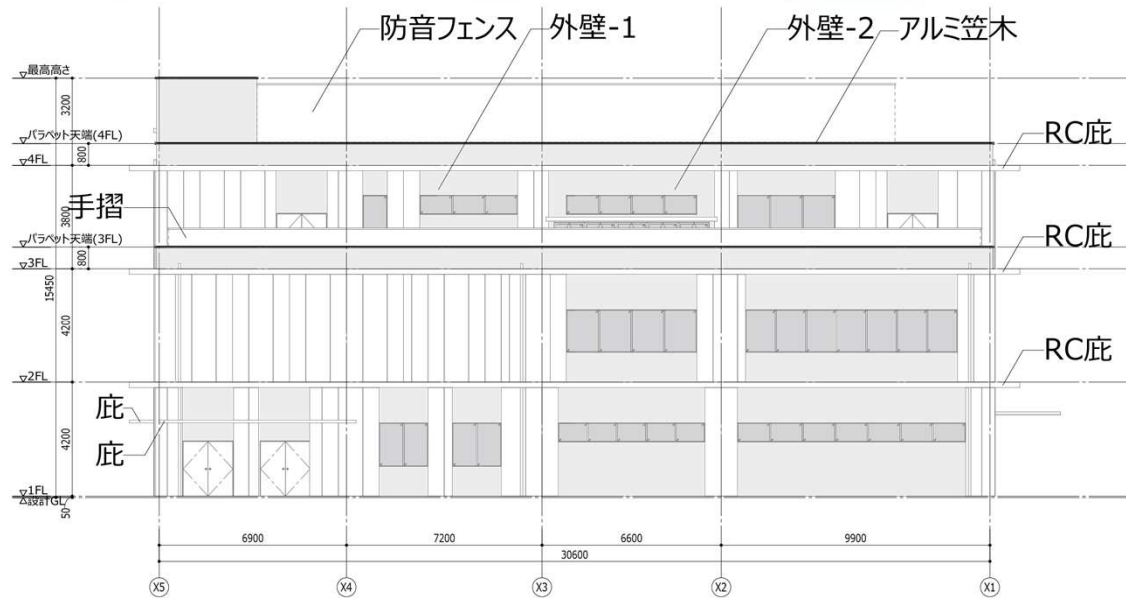 防音フェンス
外壁-1
外壁-2
アルミ笠木
▽最高高さ
3200
▽パラペット天端(4FL)
800
▽4FL
RC庇
手摺
3800
▽パラペット天端(3FL)
800
▽3FL
RC庇
15450
4200
▽2FL
RC庇
庇
4200
庇
▽1FL
△設計GL
50
6900
7200
6600
9900
30600
X5
X4
X3
X2
X1